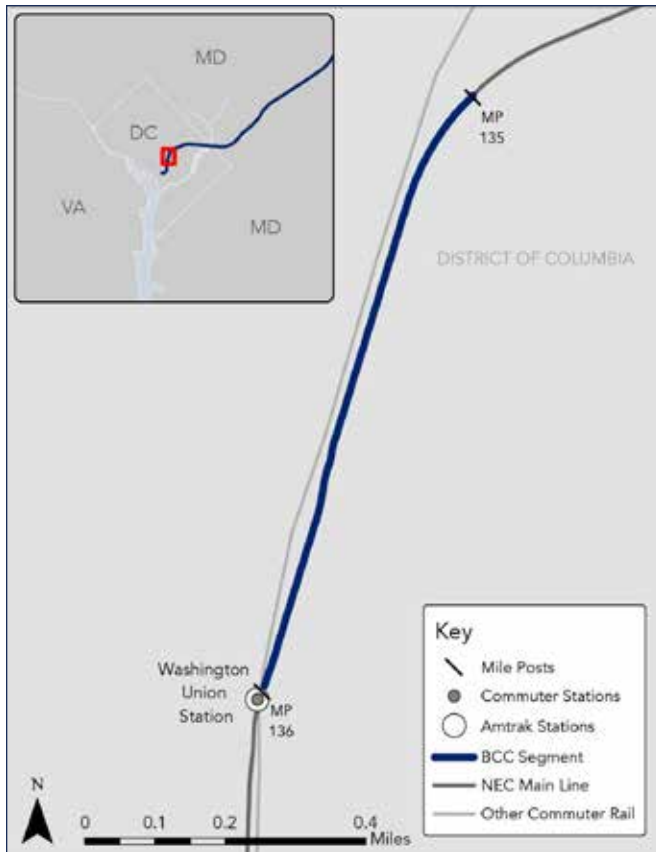 MD
DC
VA
MD
MP
135
DISTRICT OF COLUMBIA
Washington
Union
Station
MP
136
Key
Mile Posts
Commuter Stations
Amtrak Stations
BCC Segment
NEC Main Line
Other Commuter Rail
N
0 0.1 0.2 0.4
Miles